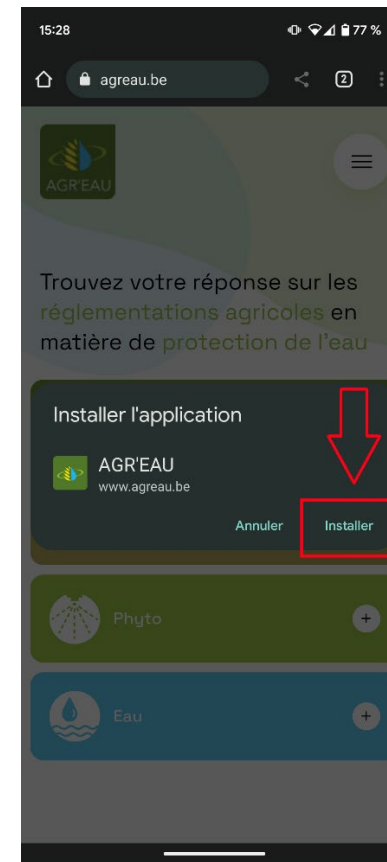 15:28
77 %
agreau.be
2
AGR'EAU
Trouvez votre réponse sur les
réglementations agricoles en
matière de protection de l'eau
Installer l'application
AGR'EAU
www.agreau.be
Annuler
Installer
Phyto
+
Eau
+